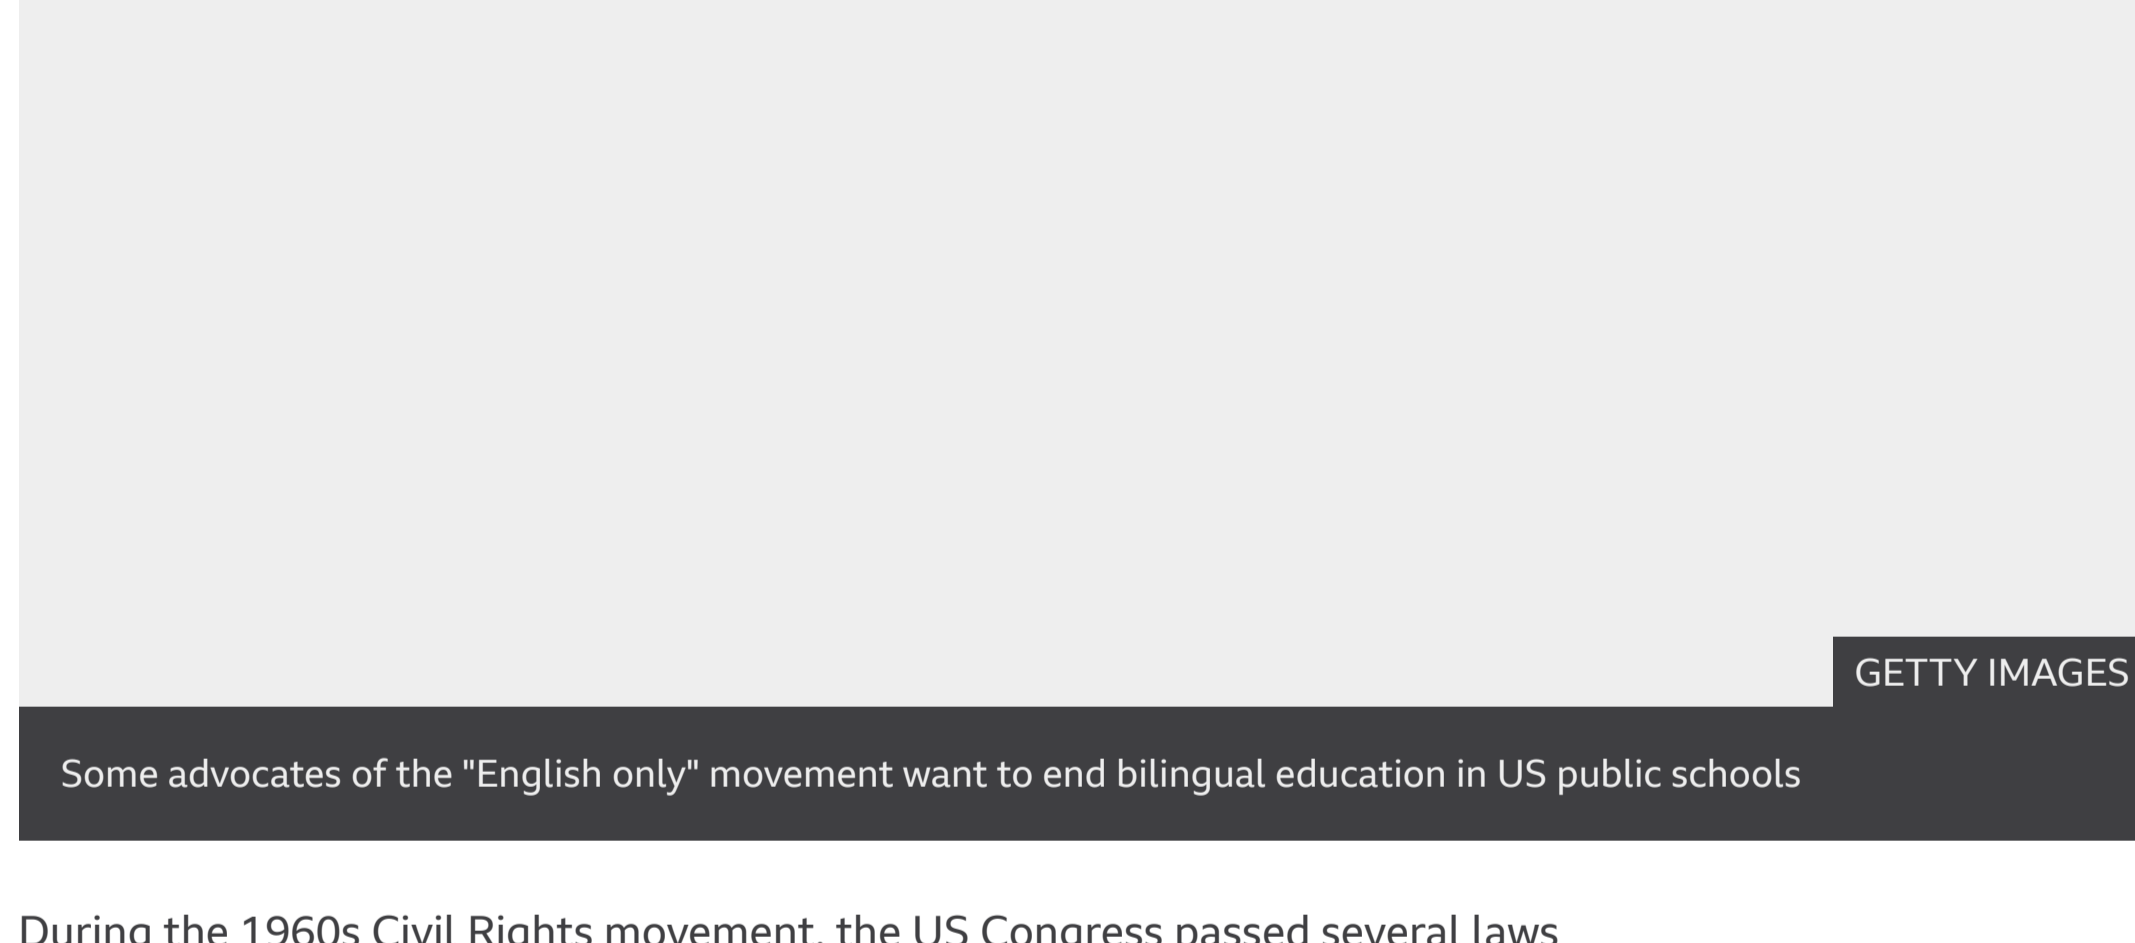 GETTY IMAGES
Some advocates of the "English only" movement want to end bilingual education in US public schools
During the 1960s Civil Rights movement, the US Congress passed several laws